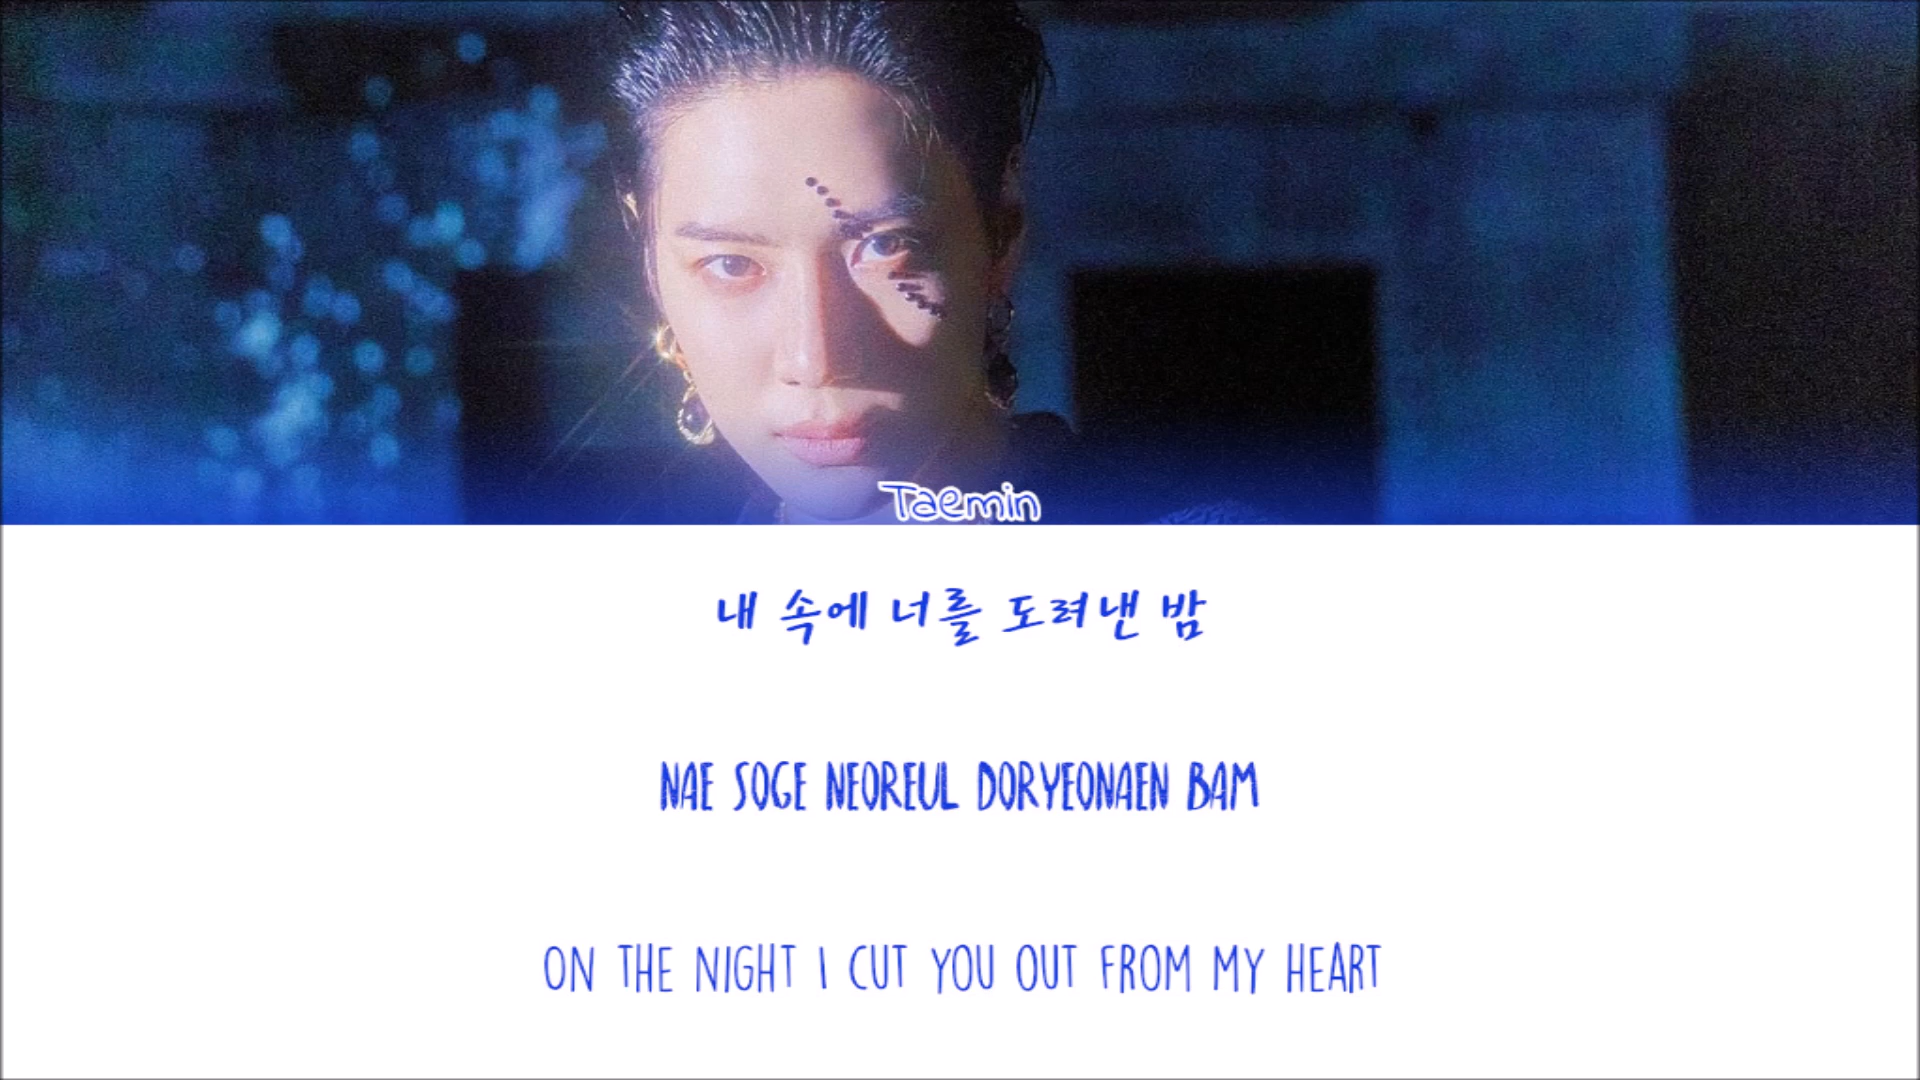 Taemin
내 속에 너를 도려낸 밤
NAE SOGE NEOREUL DORYEONAEN BAM
ON THE NIGHT I CUT YOU OUT FROM MY HEART